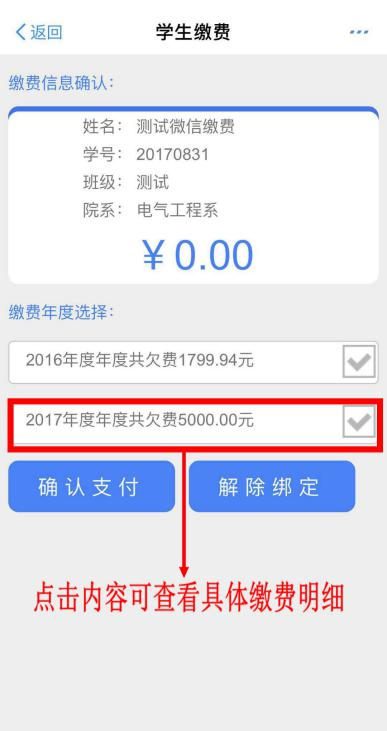 返回
学生缴费
缴费信息确认：
姓名： 测试微信缴费
学号： 20170831
班级： 测试
院系： 电气工程系
￥0.00
缴费年度选择：
2016年度年度共欠费1799.94元
2017年度年度共欠费5000.00元
确认支付
解除绑定
点击内容可查看具体缴费明细